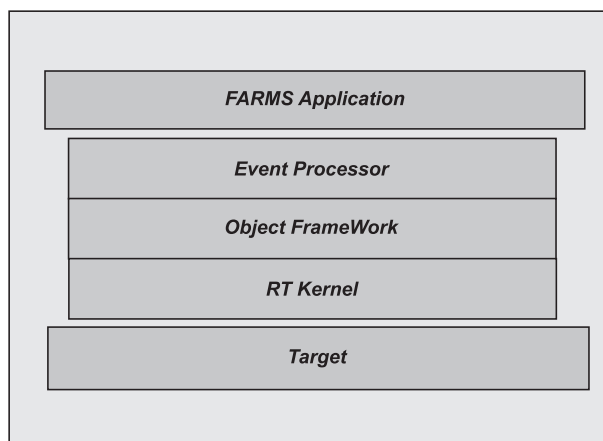 FARMS Application
Event Processor
Object FrameWork
RT Kernel
Target